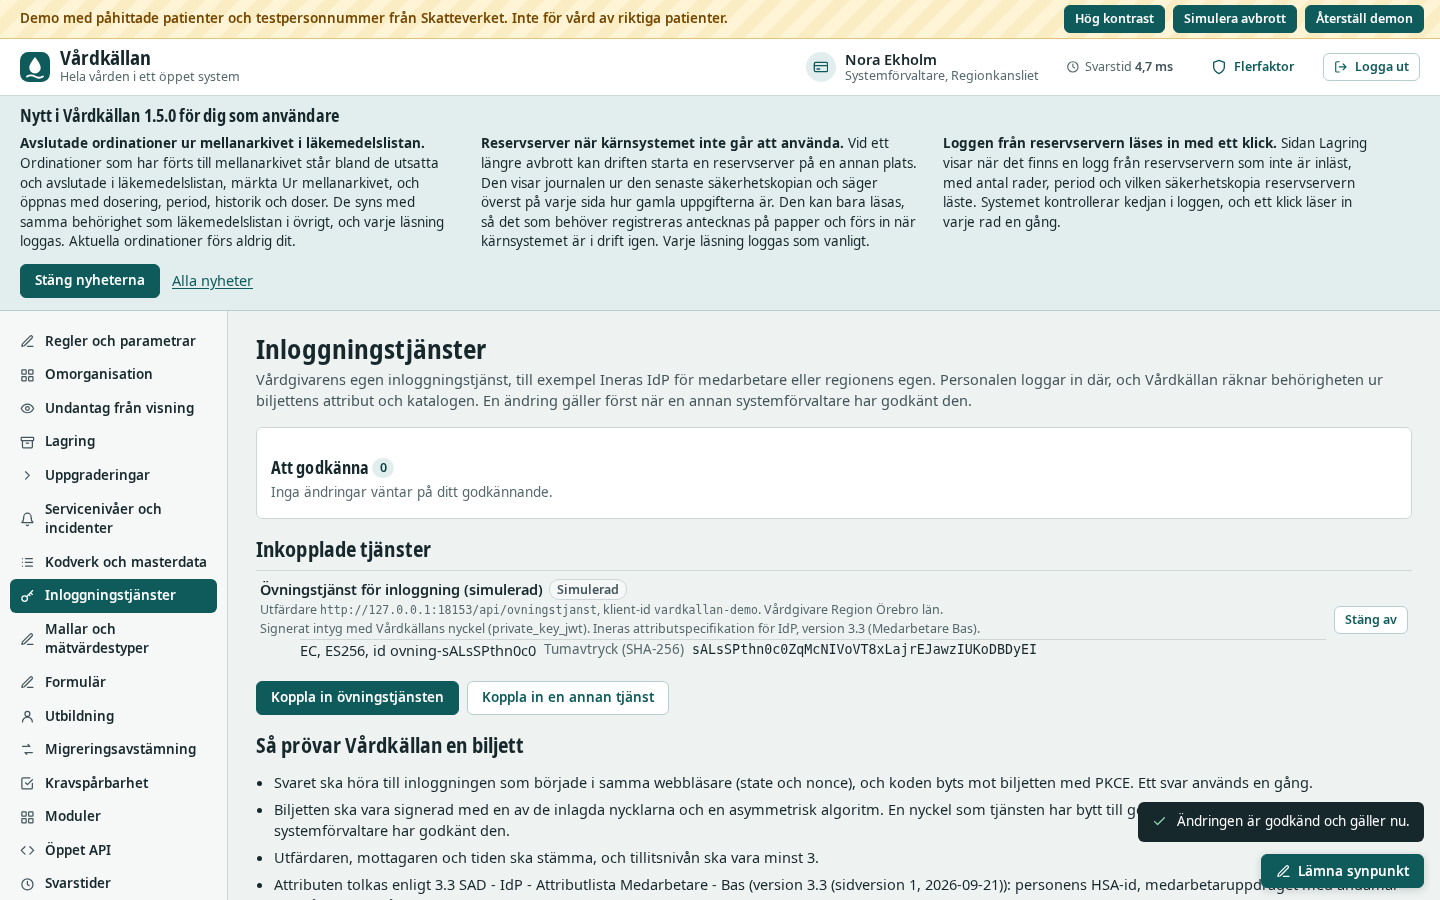 Demo med påhittade patienter och testpersonnummer från Skatteverket. Inte för vård av riktiga patienter.
Hög kontrast
Simulera avbrott
Återställ demon
Vårdkällan
Hela vården i ett öppet system
Nora Ekholm
Systemförvaltare, Regionkansliet
Svarstid 4,7 ms
Flerfaktor
Logga ut
Nytt i Vårdkällan 1.5.0 för dig som användare
Avslutade ordinationer ur mellanarkivet i läkemedelslistan.
Ordinationer som har förts till mellanarkivet står bland de utsatta
och avslutade i läkemedelslistan, märkta Ur mellanarkivet, och
öppnas med dosering, period, historik och doser. De syns med
samma behörighet som läkemedelslistan i övrigt, och varje läsning
loggas. Aktuella ordinationer förs aldrig dit.
Reservserver när kärnsystemet inte går att använda. Vid ett
längre avbrott kan driften starta en reservserver på en annan plats.
Den visar journalen ur den senaste säkerhetskopian och säger
överst på varje sida hur gamla uppgifterna är. Den kan bara läsas,
så det som behöver registreras antecknas på papper och förs in när
kärnsystemet är i drift igen. Varje läsning loggas som vanligt.
Loggen från reservservern läses in med ett klick. Sidan Lagring
visar när det finns en logg från reservservern som inte är inläst,
med antal rader, period och vilken säkerhetskopia reservservern
läste. Systemet kontrollerar kedjan i loggen, och ett klick läser in
varje rad en gång.
Stäng nyheterna
Alla nyheter
Regler och parametrar
Omorganisation
Undantag från visning
Lagring
Uppgraderingar
Servicenivåer och
incidenter
Kodverk och masterdata
Inloggningstjänster
Mallar och
mätvärdestyper
Formulär
Utbildning
Migreringsavstämning
Kravspårbarhet
Moduler
Öppet API
Svarstider
Inloggningstjänster
Vårdgivarens egen inloggningstjänst, till exempel Ineras IdP för medarbetare eller regionens egen. Personalen loggar in där, och Vårdkällan räknar behörigheten ur
biljettens attribut och katalogen. En ändring gäller först när en annan systemförvaltare har godkänt den.
Att godkänna 0
Inga ändringar väntar på ditt godkännande.
Inkopplade tjänster
Övningstjänst för inloggning (simulerad) Simulerad
Utfärdare http://127.0.0.1:18153/api/ovningstjanst, klient-id vardkallan-demo. Vårdgivare Region Örebro län.
Signerat intyg med Vårdkällans nyckel (private_key_jwt). Ineras attributspecifikation för IdP, version 3.3 (Medarbetare Bas).
Stäng av
EC, ES256, id ovning-sALsSPthn0c0 Tumavtryck (SHA-256) sALsSPthn0c0ZqMcNIVoVT8xLajrEJawzIUKoDBDyEI
Koppla in övningstjänsten
Koppla in en annan tjänst
Så prövar Vårdkällan en biljett
Svaret ska höra till inloggningen som började i samma webbläsare (state och nonce), och koden byts mot biljetten med PKCE. Ett svar används en gång.
Biljetten ska vara signerad med en av de inlagda nycklarna och en asymmetrisk algoritm. En nyckel som tjänsten har bytt till
systemförvaltare har godkänt den.
Utfärdaren, mottagaren och tiden ska stämma, och tillitsnivån ska vara minst 3.
Attributen tolkas enligt 3.3 SAD - IdP - Attributlista Medarbetare - Bas (version 3.3 (sidversion 1, 2026-09-21)): personens HSA-id,
Ändringen är godkänd och gäller nu.
Lämna synpunkt